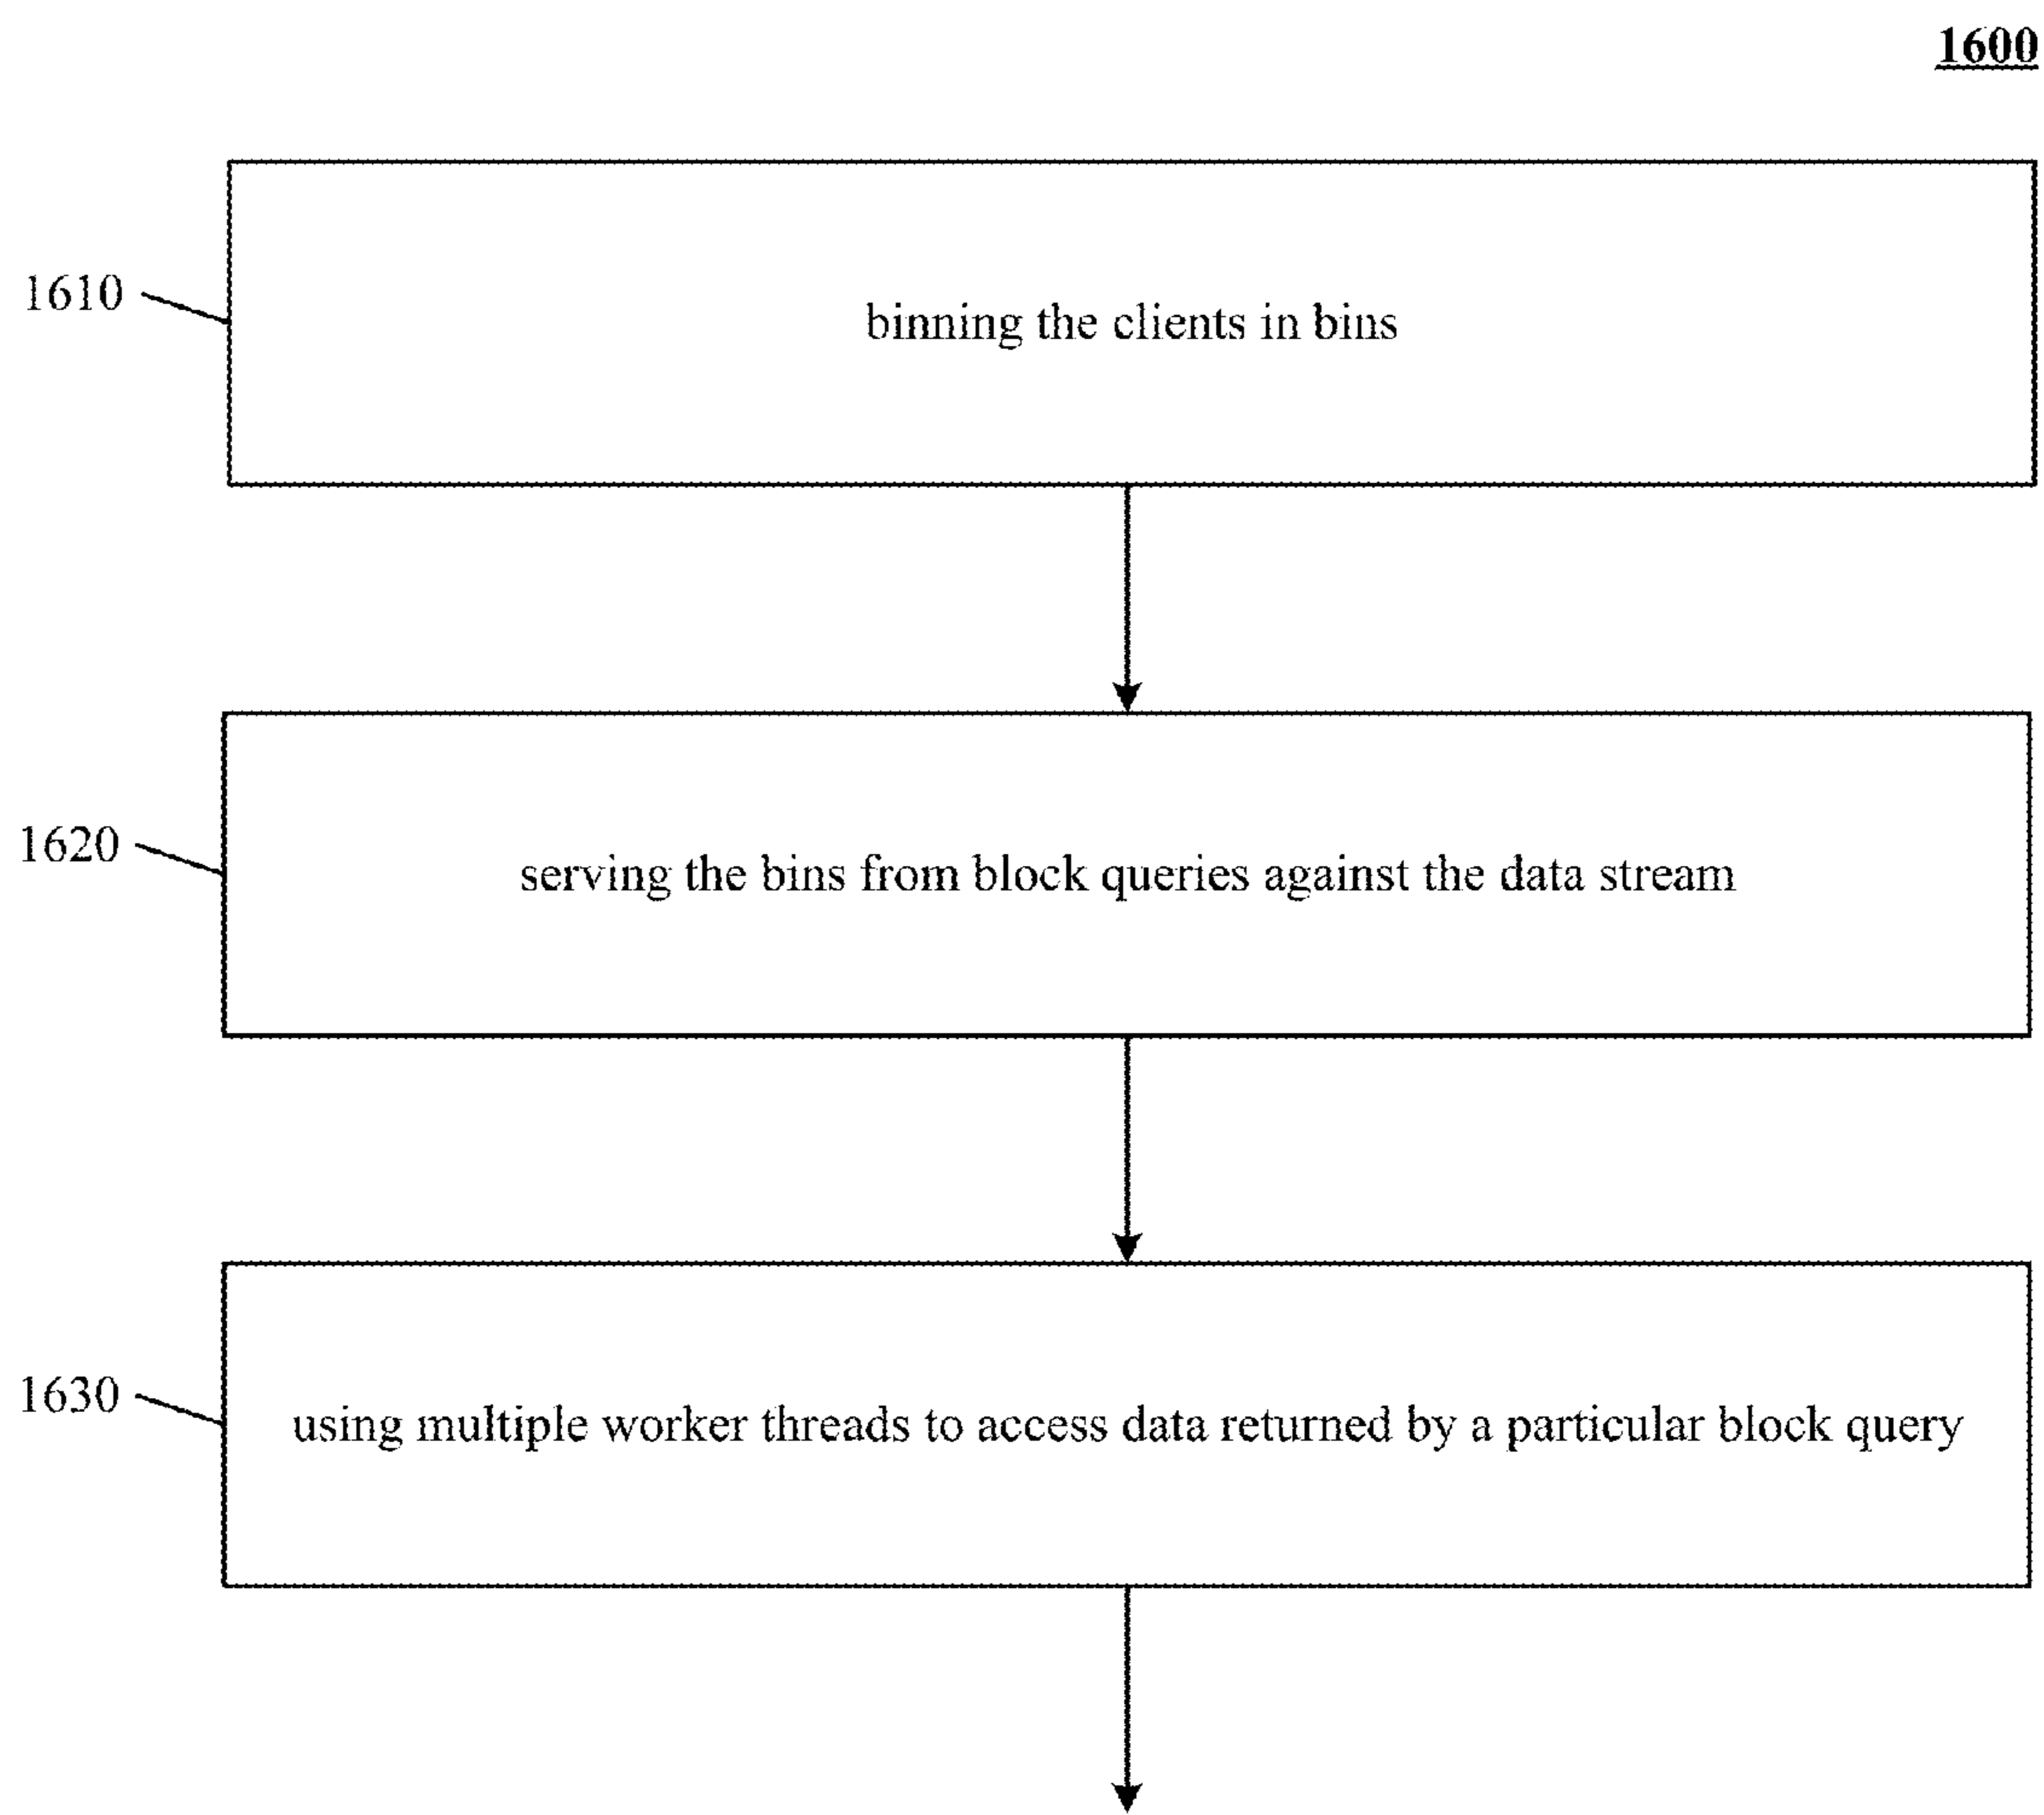 1600
1610
binning the clients in bins
1620
serving the bins from block queries against the data stream
1630
using multiple worker threads to access data returned by a particular block query